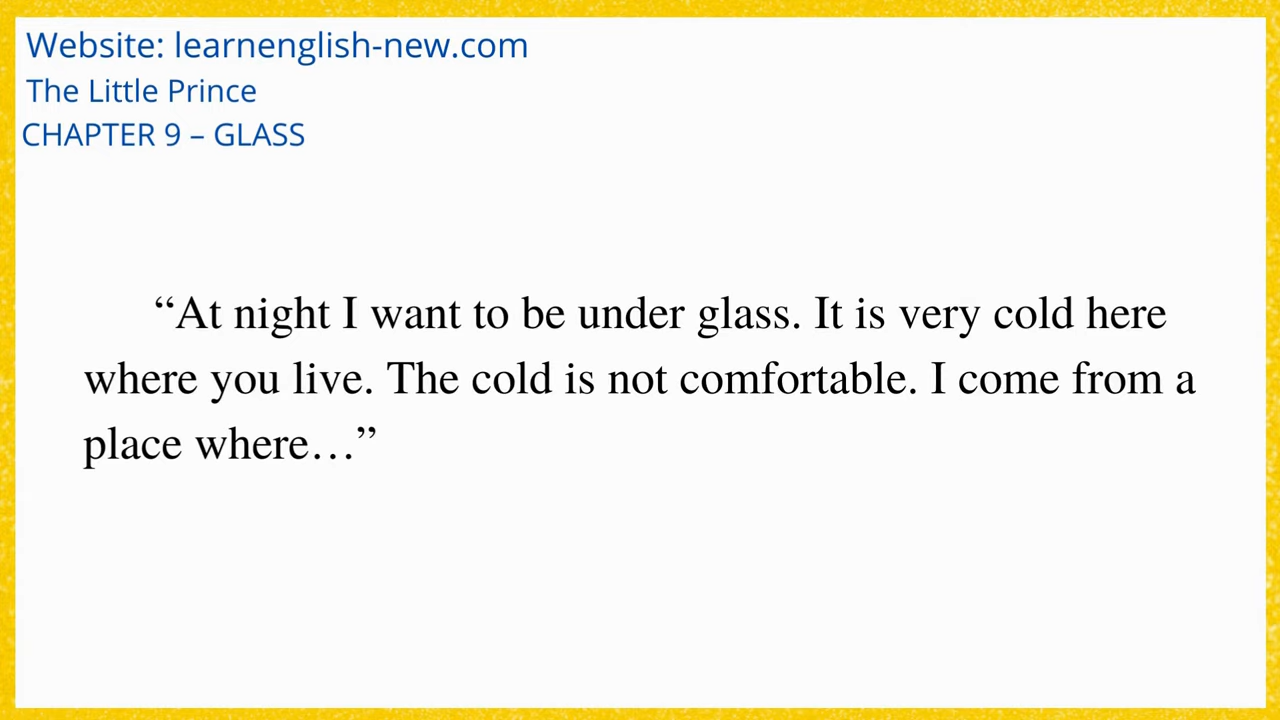 Website: learnenglish-new.com
The Little Prince
CHAPTER 9 – GLASS
“At night I want to be under glass. It is very cold here
where you live. The cold is not comfortable. I come from a
place where…”